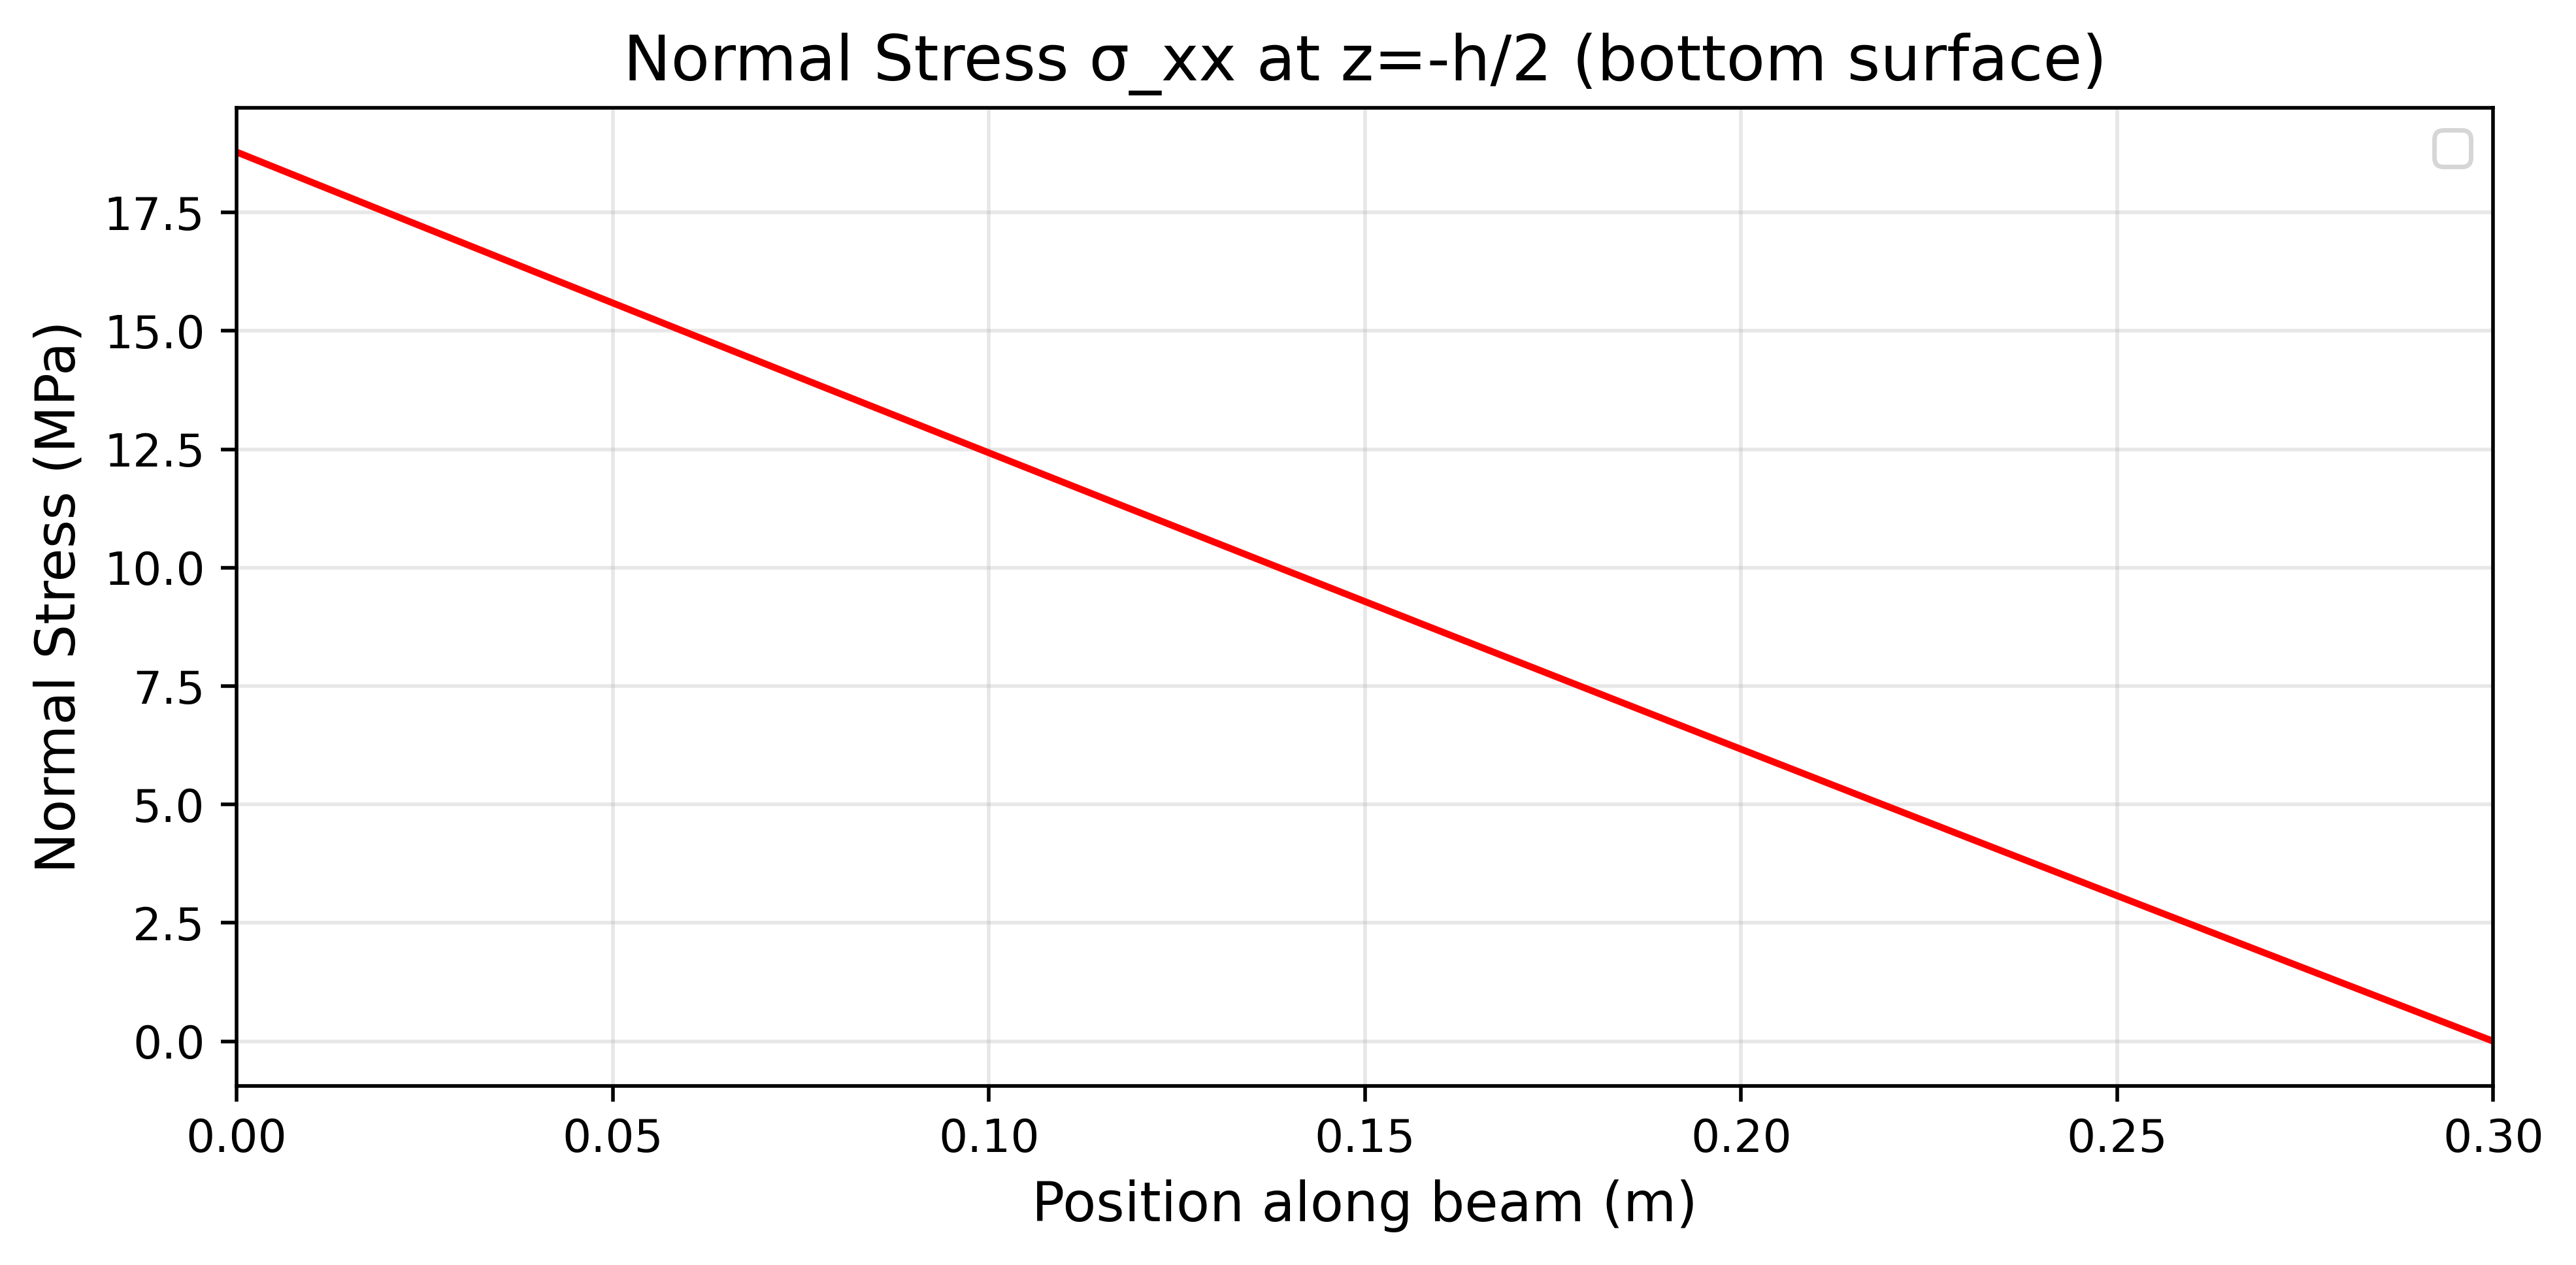 Normal Stress σ_xx at z=-h/2 (bottom surface)
Normal Stress (MPa)
17.5
15.0
12.5
10.0
7.5
5.0
2.5
0.0
0.00 0.05 0.10 0.15 0.20 0.25 0.30
Position along beam (m)